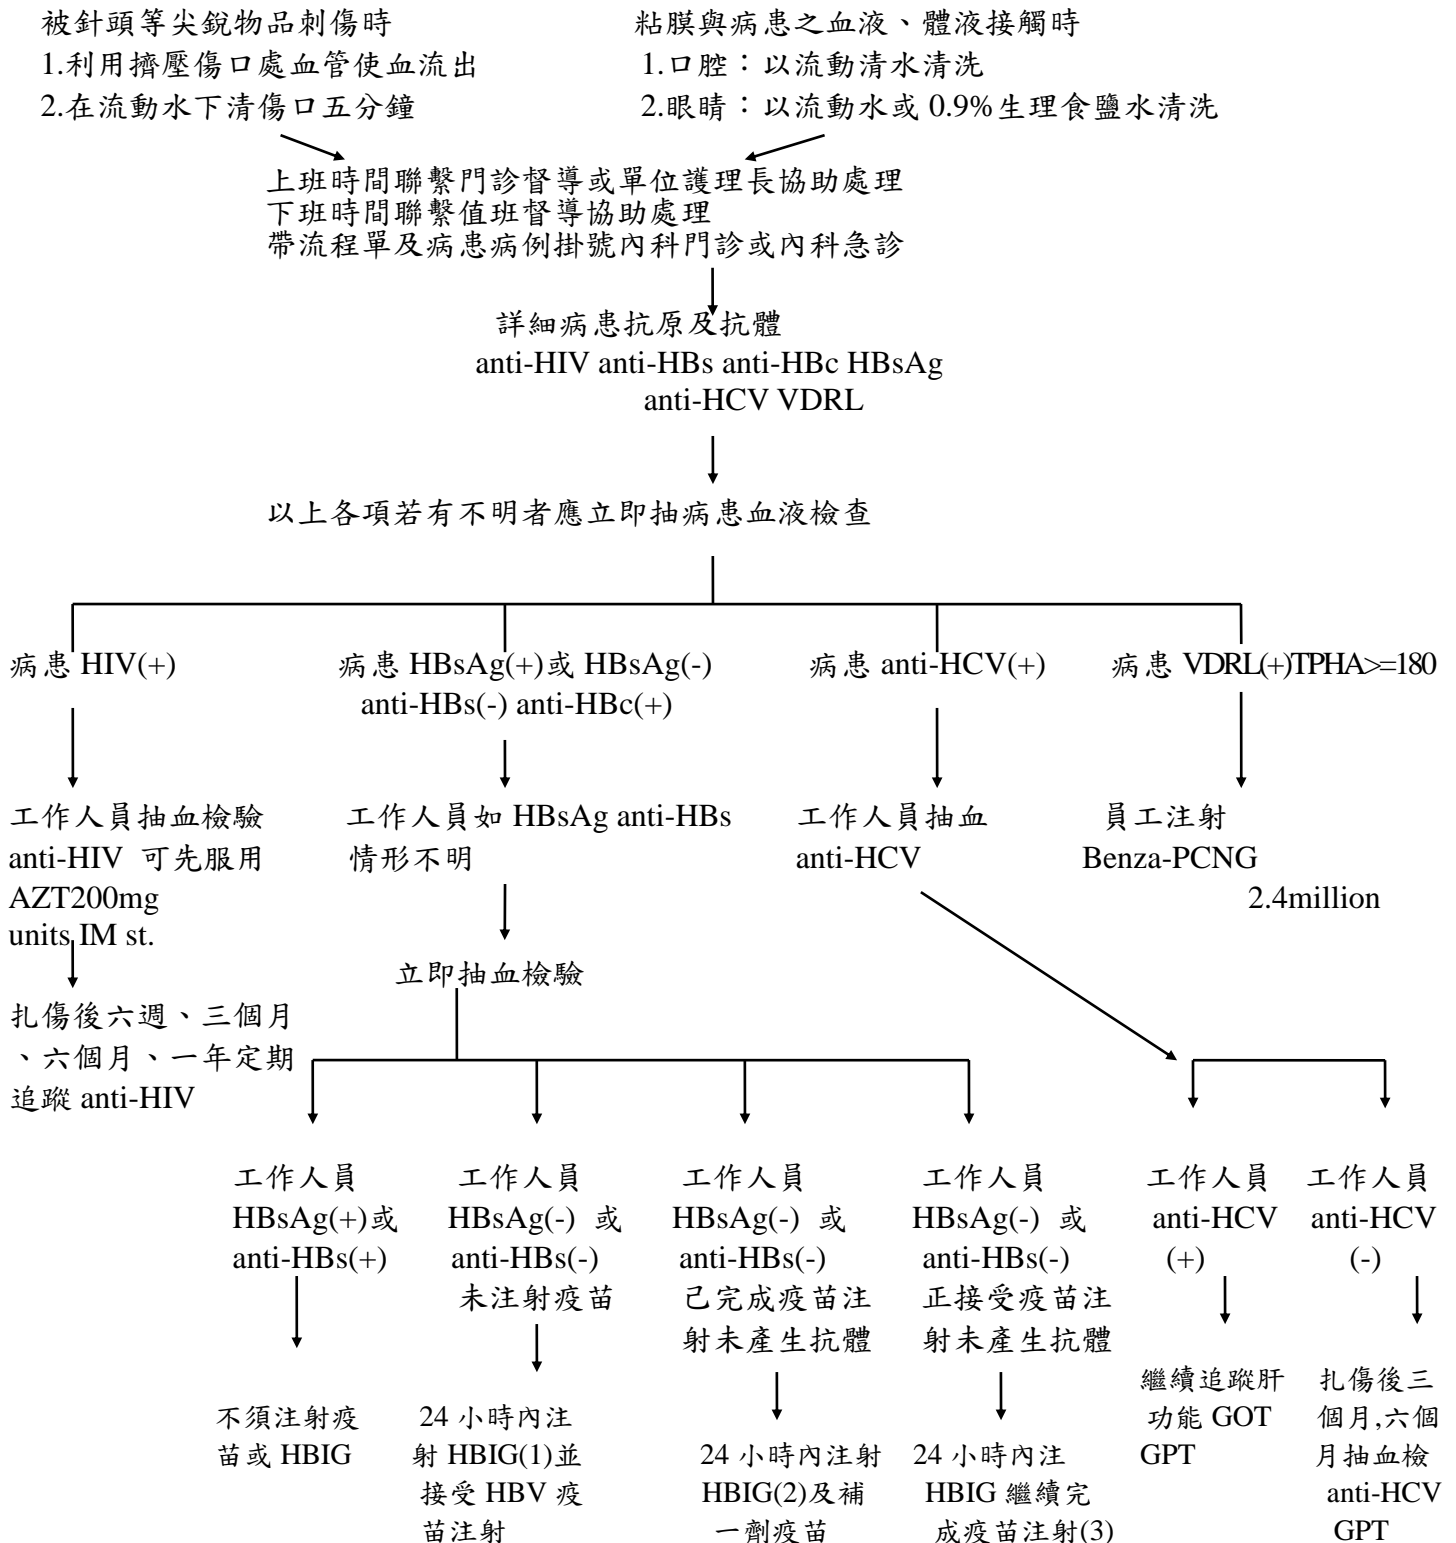 被針頭等尖銳物品刺傷時
1.利用擠壓傷口處血管使血流出
2.在流動水下清傷口五分鐘
粘膜與病患之血液、體液接觸時
1.口腔：以流動清水清洗
2.眼睛：以流動水或 0.9%生理食鹽水清洗
上班時間聯繫門診督導或單位護理長協助處理
下班時間聯繫值班督導協助處理
帶流程單及病患病例掛號內科門診或內科急診
詳細病患抗原及抗體
anti-HIV anti-HBs anti-HBc HBsAg
anti-HCV VDRL
以上各項若有不明者應立即抽病患血液檢查
病患 HIV(+)
病患 HBsAg(+)或 HBsAg(-)
anti-HBs(-) anti-HBc(+)
病患 anti-HCV(+)
病患 VDRL(+)TPHA>=180
工作人員抽血檢驗
anti-HIV 可先服用
AZT200mg
units IM st.
工作人員如 HBsAg anti-HBs
情形不明
工作人員抽血
anti-HCV
員工注射
Benza-PCNG
2.4million
立即抽血檢驗
扎傷後六週、三個月
、六個月、一年定期
追蹤 anti-HIV
工作人員
HBsAg(+)或
anti-HBs(+)
工作人員
HBsAg(-) 或
anti-HBs(-)
未注射疫苗
工作人員
HBsAg(-) 或
anti-HBs(-)
己完成疫苗注
射未產生抗體
工作人員
HBsAg(-) 或
anti-HBs(-)
正接受疫苗注
射未產生抗體
工作人員
anti-HCV
(+)
工作人員
anti-HCV
(-)
不須注射疫
苗或 HBIG
24 小時內注
射 HBIG(1)並
接受 HBV 疫
苗注射
24 小時內注射
HBIG(2)及補
一劑疫苗
24 小時內注
HBIG 繼續完
成疫苗注射(3)
繼續追蹤肝
功能 GOT
GPT
扎傷後三
個月,六個
月抽血檢
anti-HCV
GPT